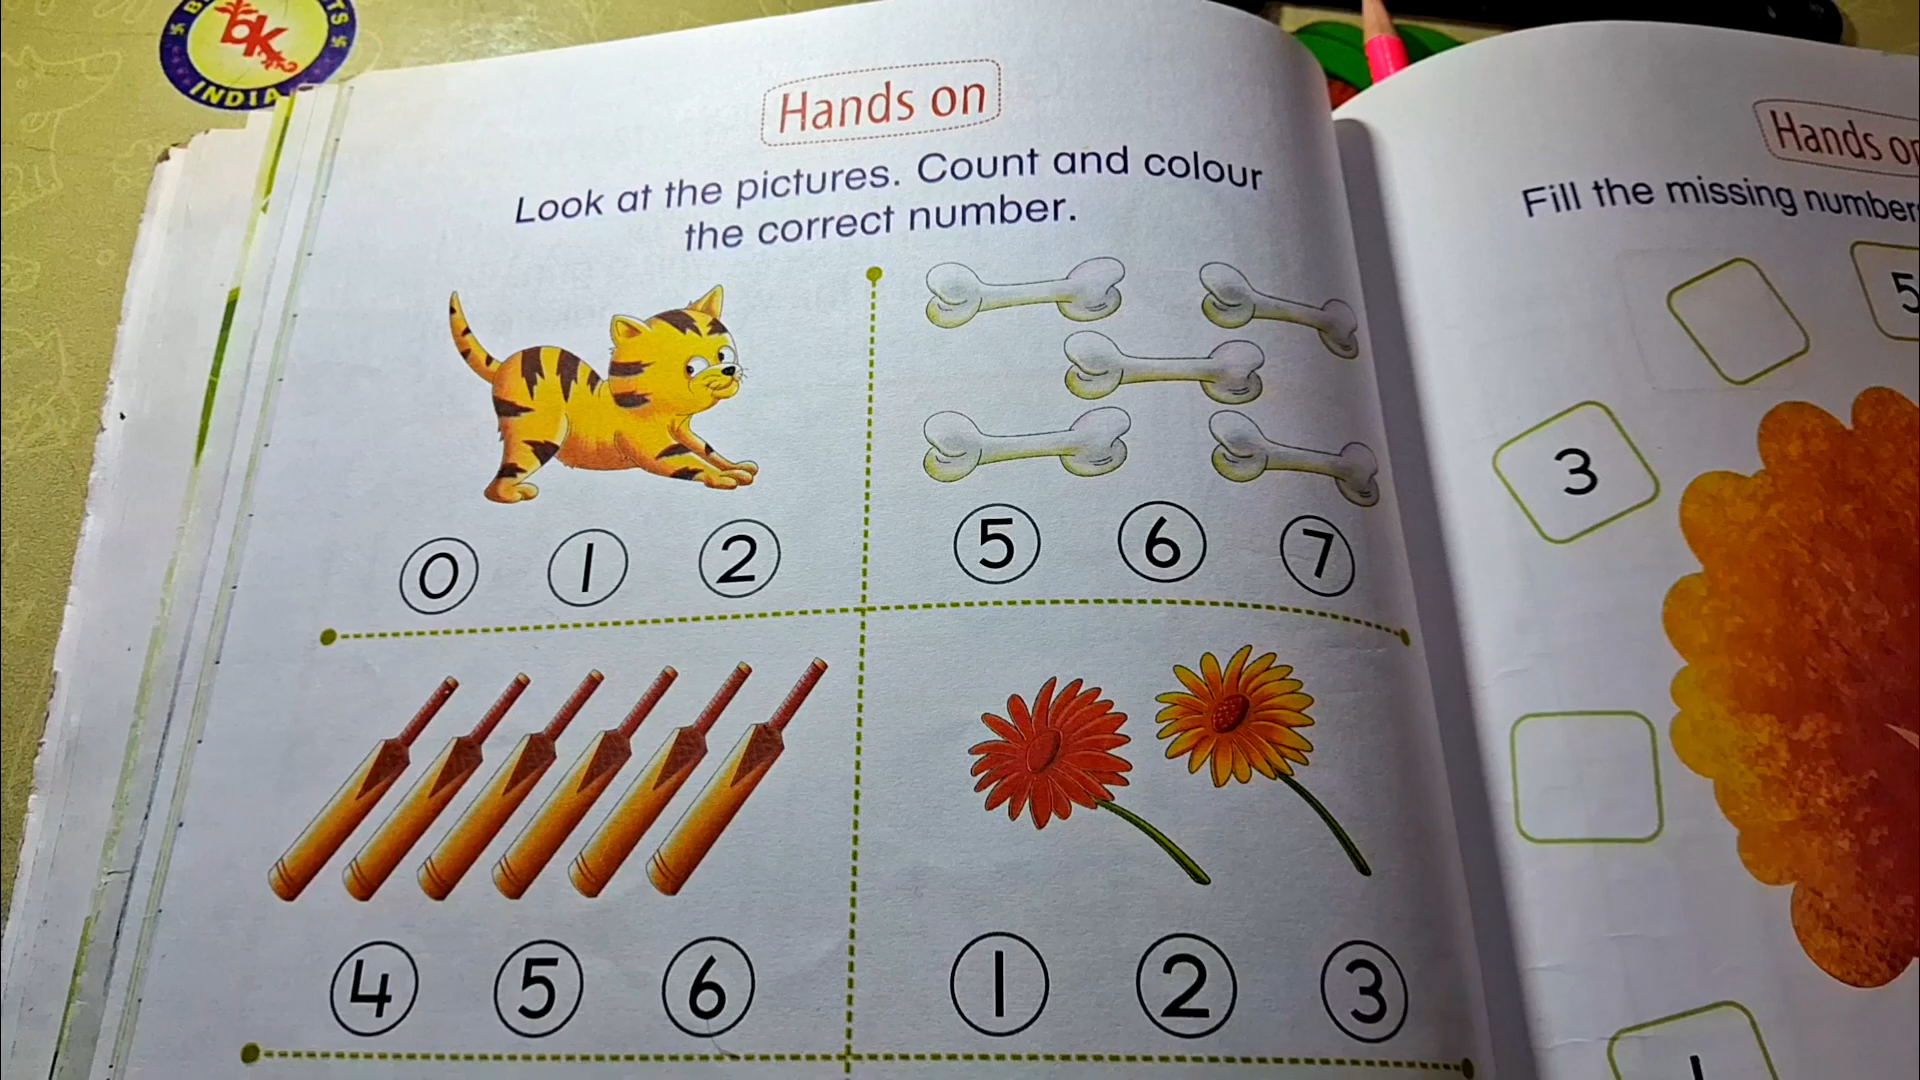 INDIA
Hands on
Look at the pictures. Count and colour
the correct number.
0 1 2
5 6 7
4 5 6
1 2 3
Hands on
Fill the missing number
5
3
1